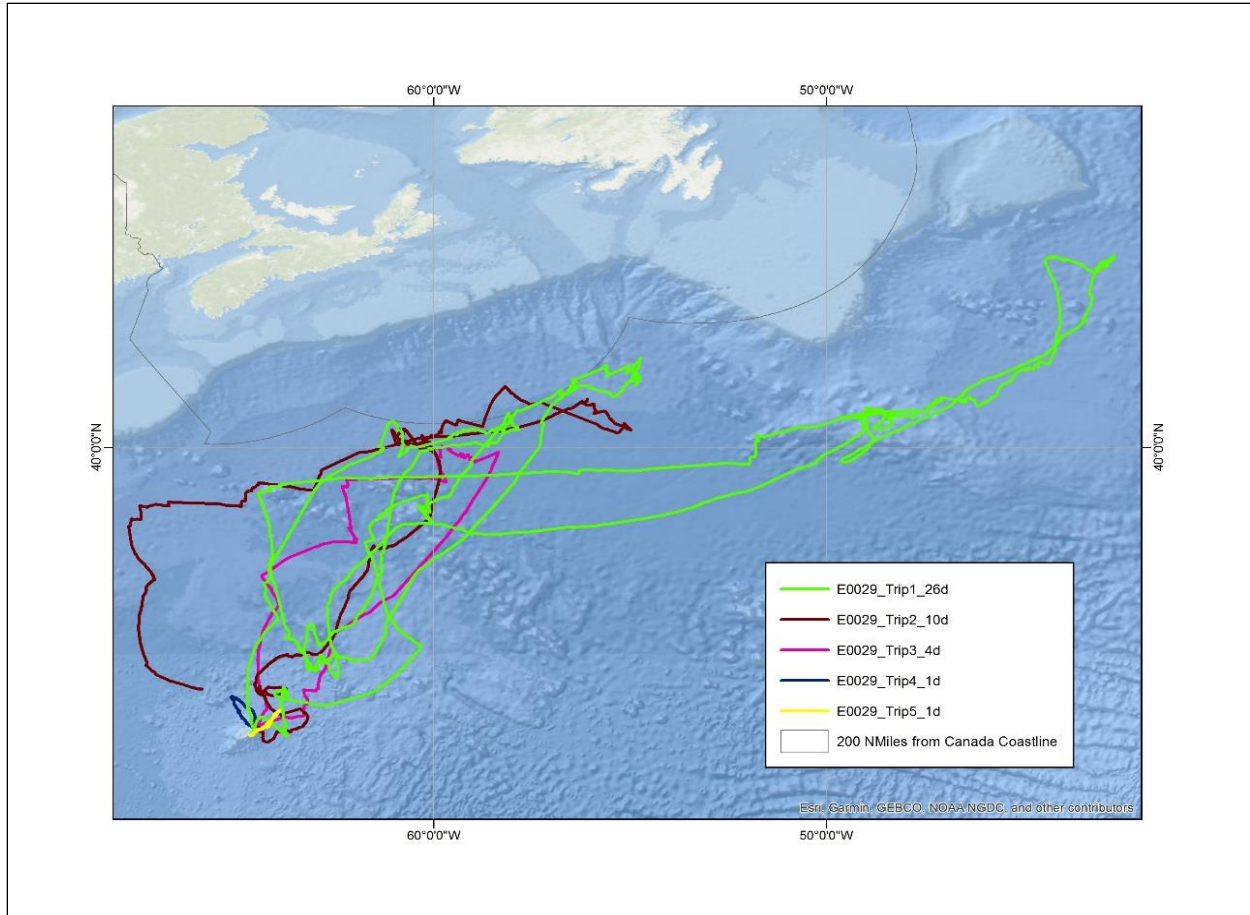 60°0'0"W
50°0'0"W
40°0'0"N
40°0'0"N
E0029_Trip1_26d
E0029_Trip2_10d
E0029_Trip3_4d
E0029_Trip4_1d
E0029_Trip5_1d
200 NMiles from Canada Coastline
Esri, Garmin, GEBCO, NOAA NGDC, and other contributors
60°0'0"W
50°0'0"W